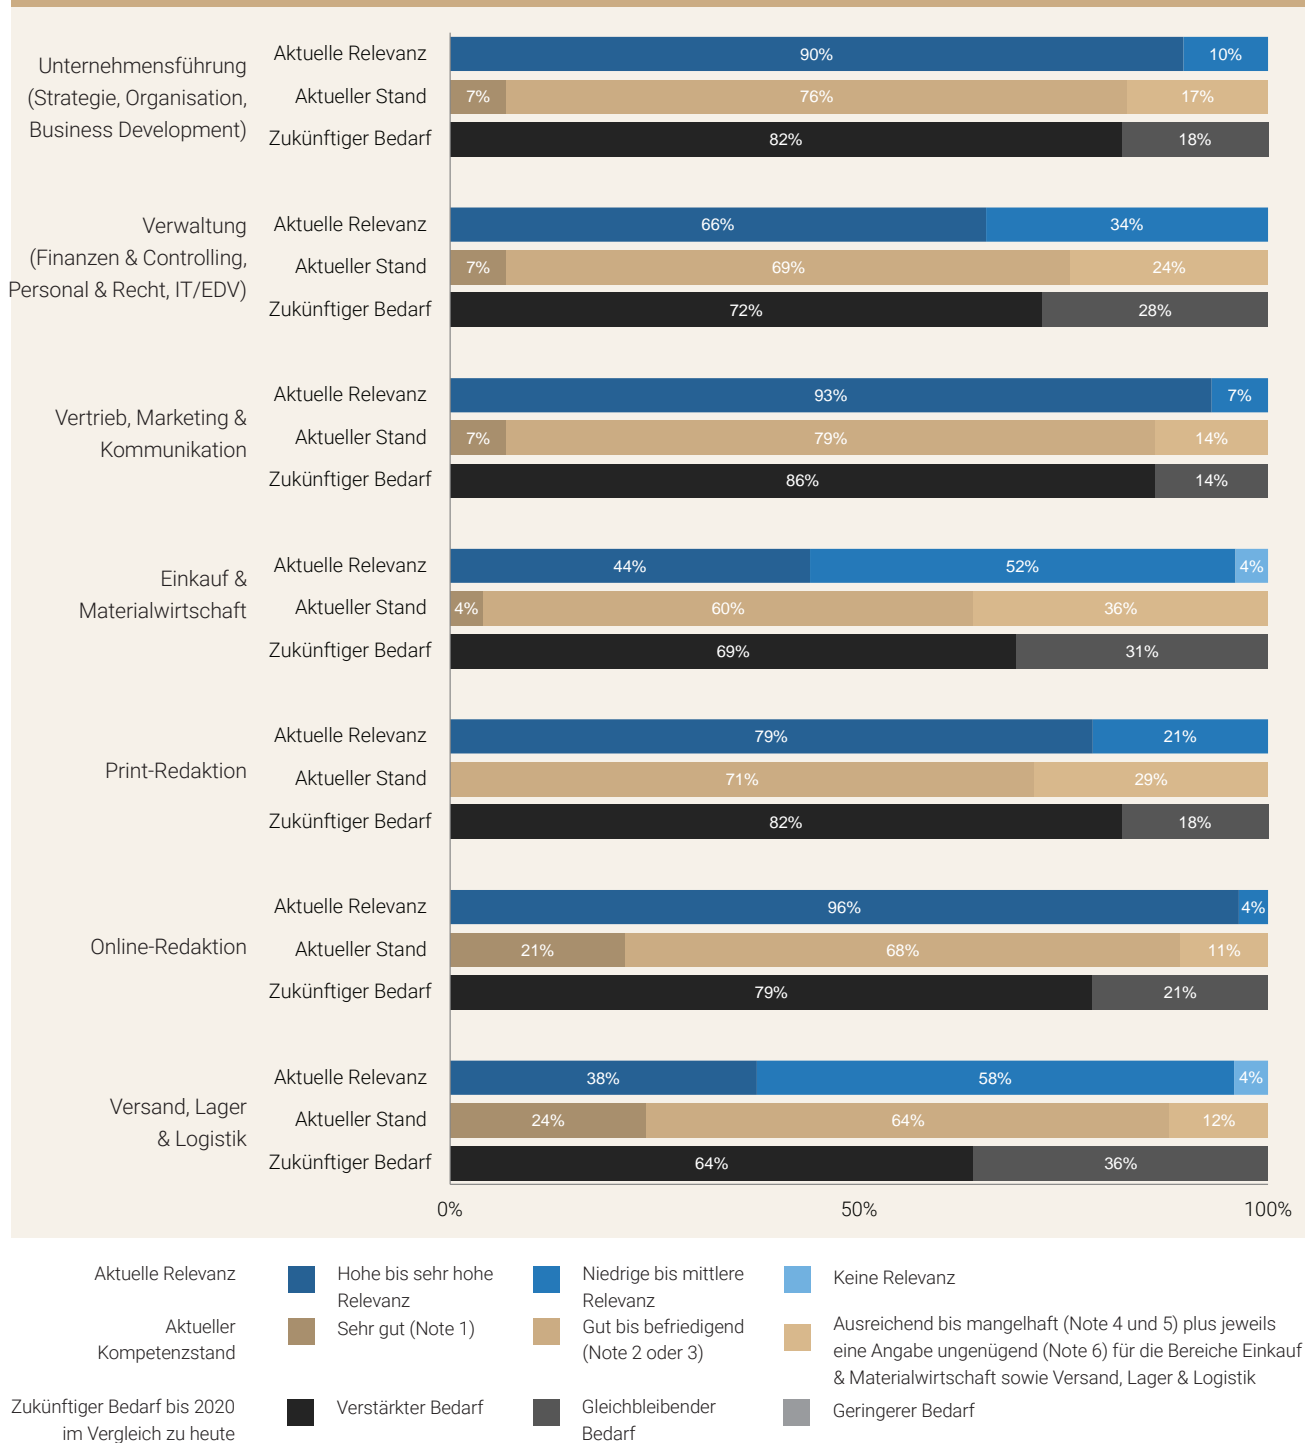 Unternehmensführung
(Strategie, Organisation,
Business Development)
Aktuelle Relevanz
90%
10%
Aktueller Stand
7%
76%
17%
Zukünftiger Bedarf
82%
18%
Verwaltung
(Finanzen & Controlling,
Personal & Recht, IT/EDV)
Aktuelle Relevanz
66%
34%
Aktueller Stand
7%
69%
24%
Zukünftiger Bedarf
72%
28%
Vertrieb, Marketing &
Kommunikation
Aktuelle Relevanz
93%
7%
Aktueller Stand
7%
79%
14%
Zukünftiger Bedarf
86%
14%
Einkauf &
Materialwirtschaft
Aktuelle Relevanz
44%
52%
4%
Aktueller Stand
4%
60%
36%
Zukünftiger Bedarf
69%
31%
Print-Redaktion
Aktuelle Relevanz
79%
21%
Aktueller Stand
71%
29%
Zukünftiger Bedarf
82%
18%
Online-Redaktion
Aktuelle Relevanz
96%
4%
Aktueller Stand
21%
68%
11%
Zukünftiger Bedarf
79%
21%
Versand, Lager
& Logistik
Aktuelle Relevanz
38%
58%
4%
Aktueller Stand
24%
64%
12%
Zukünftiger Bedarf
64%
36%
0%
50%
100%
Aktuelle Relevanz
Hohe bis sehr hohe
Relevanz
Niedrige bis mittlere
Relevanz
Keine Relevanz
Aktueller
Kompetenzstand
Sehr gut (Note 1)
Gut bis befriedigend
(Note 2 oder 3)
Ausreichend bis mangelhaft (Note 4 und 5) plus jeweils
eine Angabe ungenügend (Note 6) für die Bereiche Einkauf
& Materialwirtschaft sowie Versand, Lager & Logistik
Zukünftiger Bedarf bis 2020
im Vergleich zu heute
Verstärkter Bedarf
Gleichbleibender
Bedarf
Geringerer Bedarf